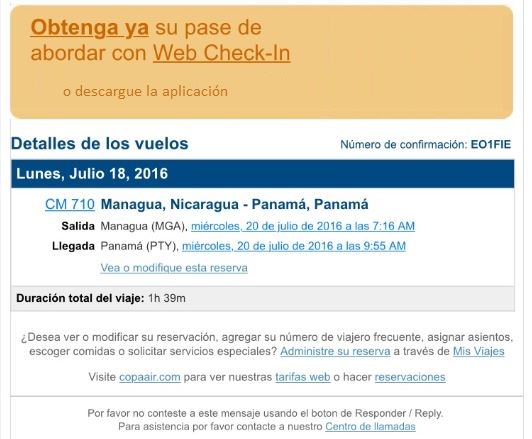 Obtenga ya su pase de
abordar con Web Check-In
o descargue la aplicación
Detalles de los vuelos
Número de confirmación: EO1FIE
Lunes, Julio 18, 2016
CM 710 Managua, Nicaragua - Panamá, Panamá
Salida Managua (MGA), miércoles, 20 de julio de 2016 a las 7:16 AM
Llegada Panamá (PTY), miércoles, 20 de julio de 2016 a las 9:55 AM
Vea o modifique esta reserva
Duración total del viaje: 1h 39m
¿Desea ver o modificar su reservación, agregar su número de viajero frecuente, asignar asientos,
escoger comidas o solicitar servicios especiales? Administre su reserva a través de Mis Viajes
Visite copaair.com para ver nuestras tarifas web o hacer reservaciones
Por favor no conteste a este mensaje usando el boton de Responder / Reply.
Para asistencia por favor contacte a nuestro Centro de llamadas